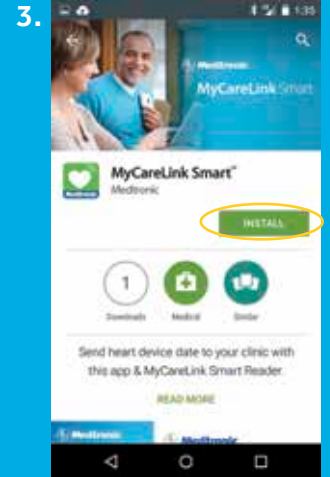 3.
1:35
Medtronic
MyCareLink Smart
MyCareLink Smart™
Medtronic
INSTALL
1
Downloads
Medical
Similar
Send heart device date to your clinic with
this app & MyCareLink Smart Reader.
READ MORE
Medtronic
Medtronic